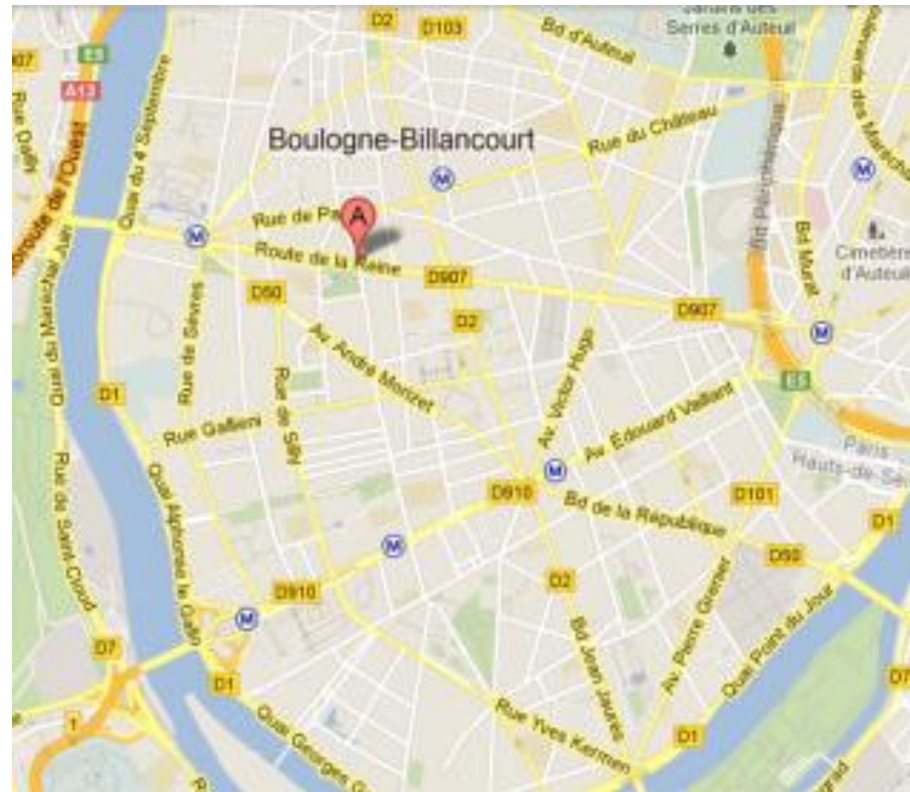 D2
D103
Bd d'Auteuil
Jardins des
Serres d'Auteuil
E5
A13
Quai du 4 Septembre
Boulogne-Billancourt
Rue du Château
Bd Périphérique
M
M
Rue de Pa
A
M
Route de la Reine
Bd Murat
Cimetière
d'Auteuil
Quai du Maréchal Juin
D50
D907
D907
D2
M
Rue de Sèvres
Av. André Morizet
Av. Victor Hugo
D1
Rue de Silly
E5
Rue Gallieni
Av. Édouard Vaillant
Paris
Hauts-de-Se
M
D910
D101
Bd de la République
D1
Rue de Saint-Cloud
Quai Alphonse le Gallo
M
D50
D910
D2
M
Av. Pierre Grenier
Quai Point du Jour
D7
Bd Jean Jaurès
D7
D1
1
Quai Georges G
Rue Yves Kermen
D1